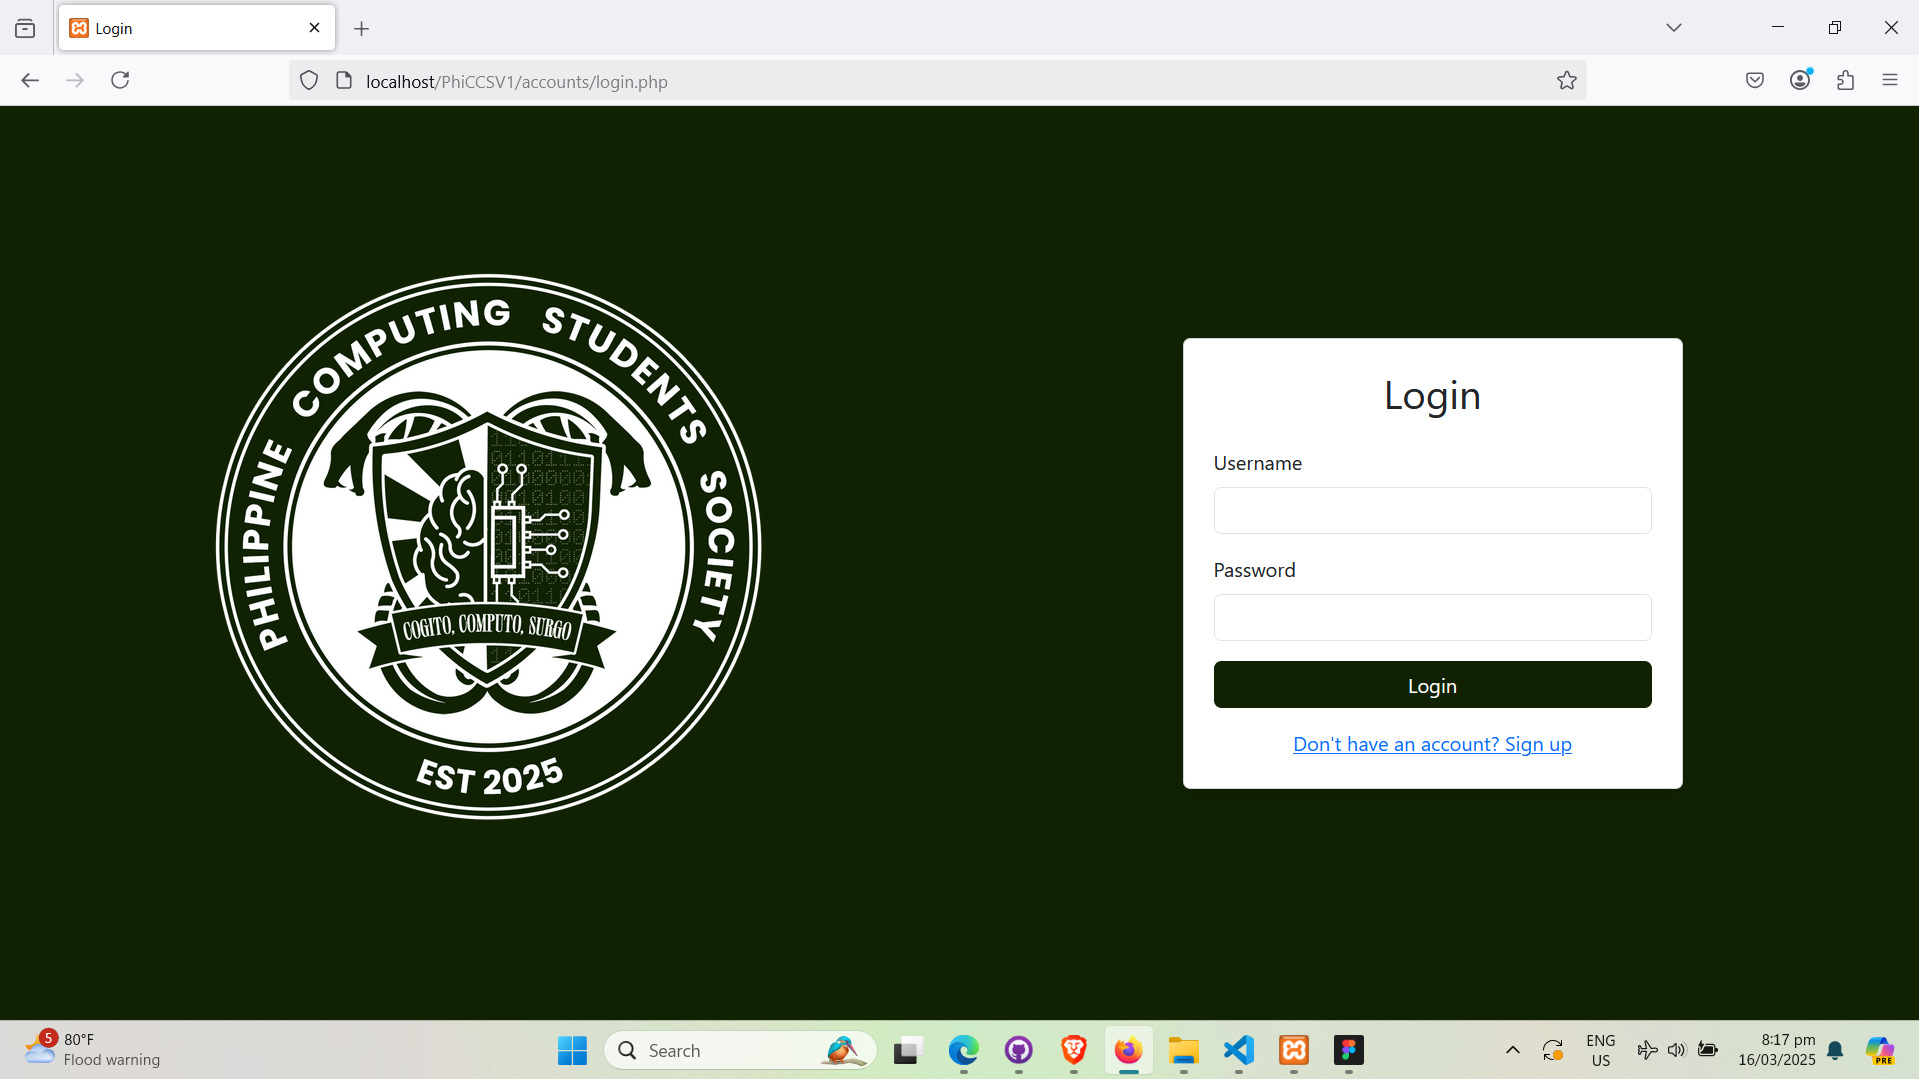 Login
localhost/PhiCCSV1/accounts/login.php
PHILIPPINE COMPUTING STUDENTS SOCIETY
COGITO, COMPUTO, SURGO
EST 2025
Login
Username
Password
Login
Don't have an account? Sign up
5
80°F
Flood warning
Search
ENG
US
8:17 pm
16/03/2025
PRE